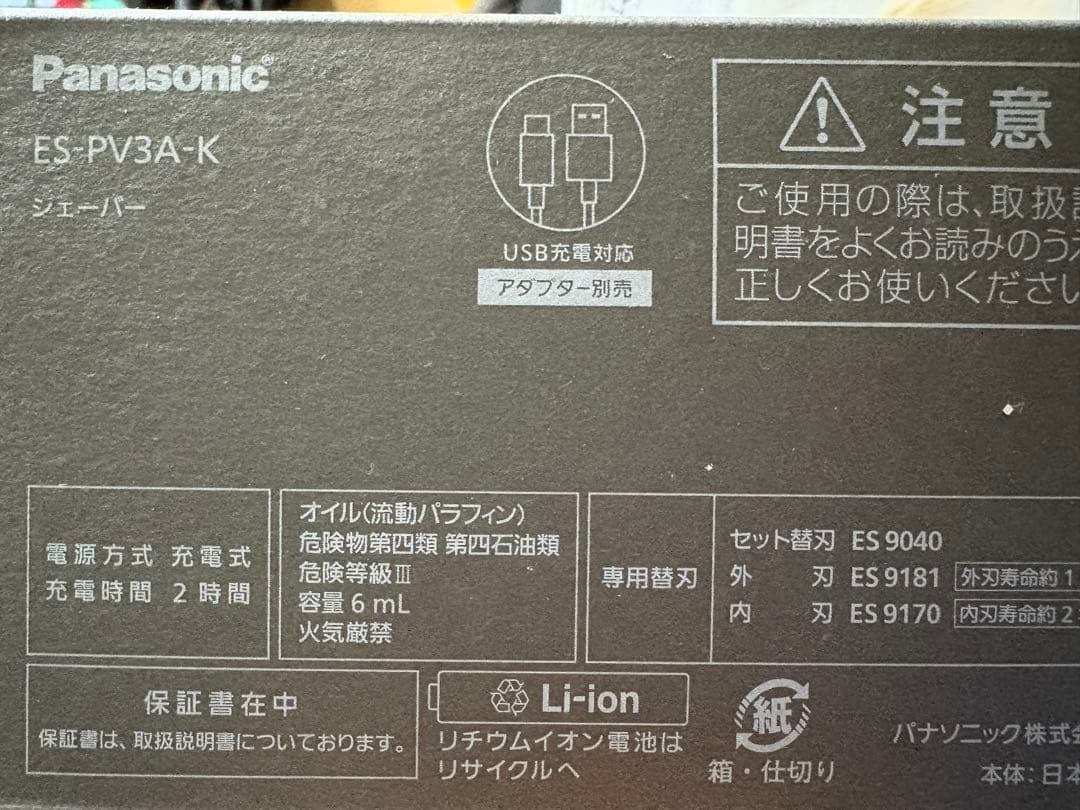 Panasonic®
ES-PV3A-K
シェーバー
USB充電対応
アダプター別売
注意
ご使用の際は、取扱
明書をよくお読みのう
正しくお使いください
電源方式 充電式
充電時間 2時間
オイル(流動パラフィン)
危険物第四類 第四石油類
危険等級Ⅲ
容量 6 mL
火気厳禁
専用替刃
セット替刃 ES 9040
外 刃 ES 9181 外刃寿命約1
内 刃 ES 9170 内刃寿命約2
保証書在中
保証書は、取扱説明書についております。
Li-ion
リチウムイオン電池は
リサイクルへ
紙
箱・仕切り
パナソニック株式
本体:日本